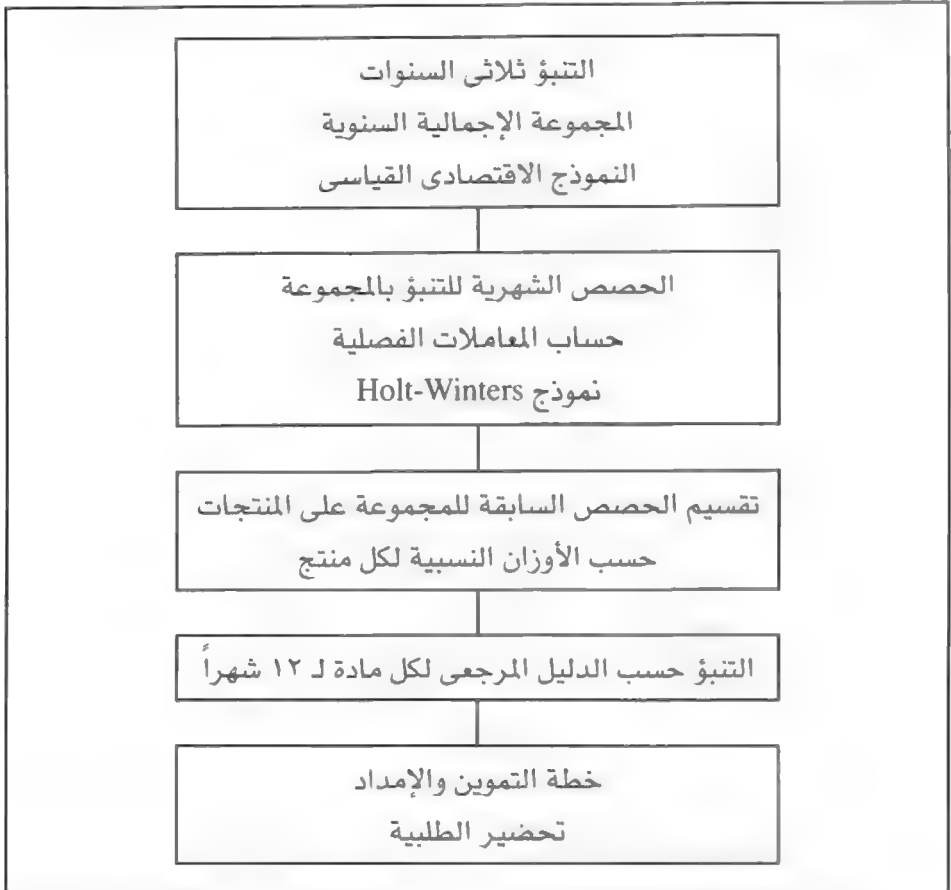 التنبؤ ثلاثى السنوات
المجموعة الإجمالية السنوية
النموذج الاقتصادى القياسى
الحصص الشهرية للتنبؤ بالمجموعة
حساب المعاملات الفصلية
نموذج Holt-Winters
تقسيم الحصص السابقة للمجموعة على المنتجات
حسب الأوزان النسبية لكل منتج
التنبؤ حسب الدليل المرجعى لكل مادة لـ ١٢ شهراً
خطة التموين والإمداد
تحضير الطلبية